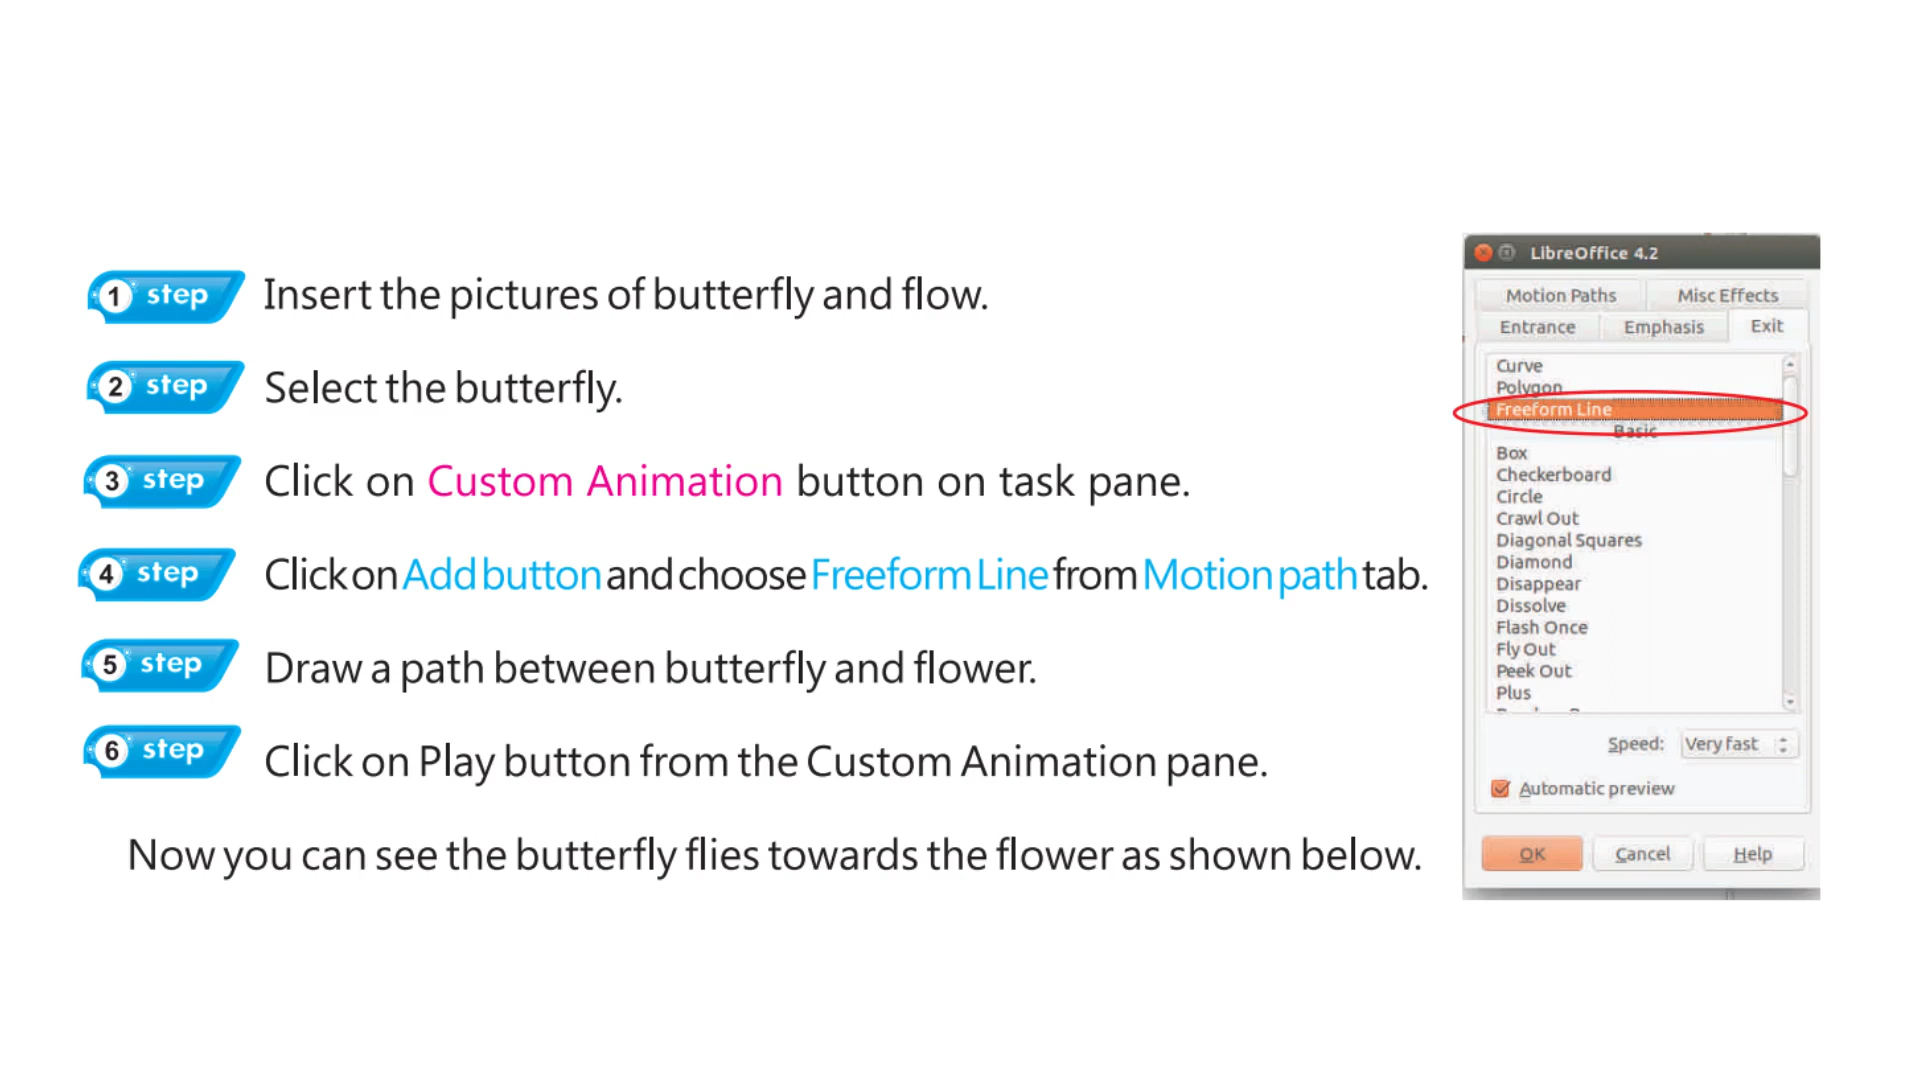 1 step Insert the pictures of butterfly and flow.
2 step Select the butterfly.
3 step Click on Custom Animation button on task pane.
4 step Click on Add button and choose Freeform Line from Motion path tab.
5 step Draw a path between butterfly and flower.
6 step Click on Play button from the Custom Animation pane.
Now you can see the butterfly flies towards the flower as shown below.
LibreOffice 4.2
Motion Paths Misc Effects
Entrance Emphasis Exit
Curve
Polygon
Freeform Line
Basic
Box
Checkerboard
Circle
Crawl Out
Diagonal Squares
Diamond
Disappear
Dissolve
Flash Once
Fly Out
Peek Out
Plus
Speed: Very fast
Automatic preview
OK Cancel Help